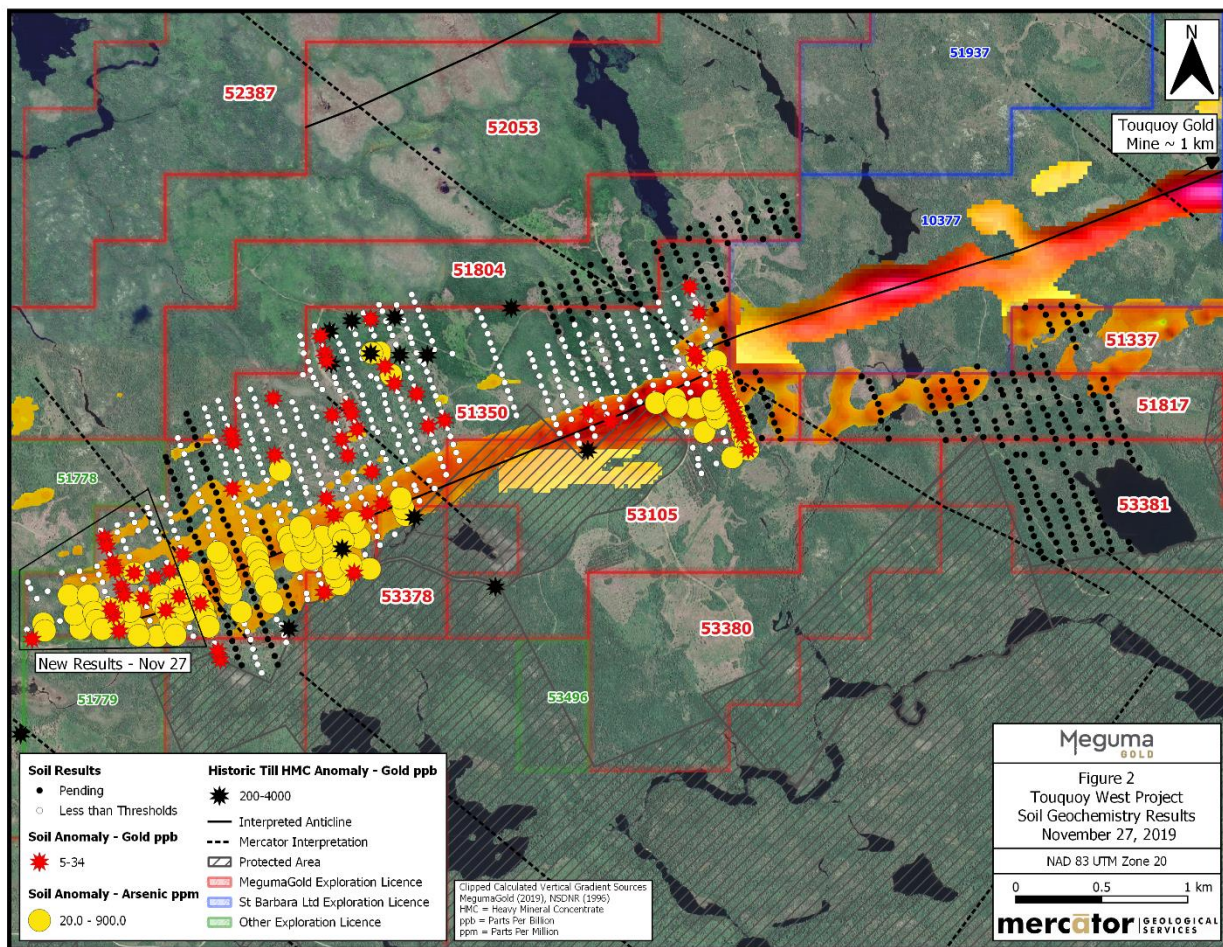 51937
N
52387
52053
Touquoy Gold
Mine ~ 1 km
10377
51804
51337
51350
51817
51778
53105
53381
53378
53380
New Results - Nov 27
51779
53496
Soil Results
Pending
Less than Thresholds
Soil Anomaly - Gold ppb
5-34
Soil Anomaly - Arsenic ppm
20.0 - 900.0
Historic Till HMC Anomaly - Gold ppb
200-4000
Interpreted Anticline
Mercator Interpretation
Protected Area
MegumaGold Exploration Licence
St Barbara Ltd Exploration Licence
Other Exploration Licence
Clipped Calculated Vertical Gradient Sources
MegumaGold (2019), NSDNR (1996)
HMC = Heavy Mineral Concentrate
ppb = Parts Per Billion
ppm = Parts Per Million
Meguma
GOLD
Figure 2
Touquoy West Project
Soil Geochemistry Results
November 27, 2019
NAD 83 UTM Zone 20
0 0.5 1 km
mercātor GEOLOGICAL
SERVICES